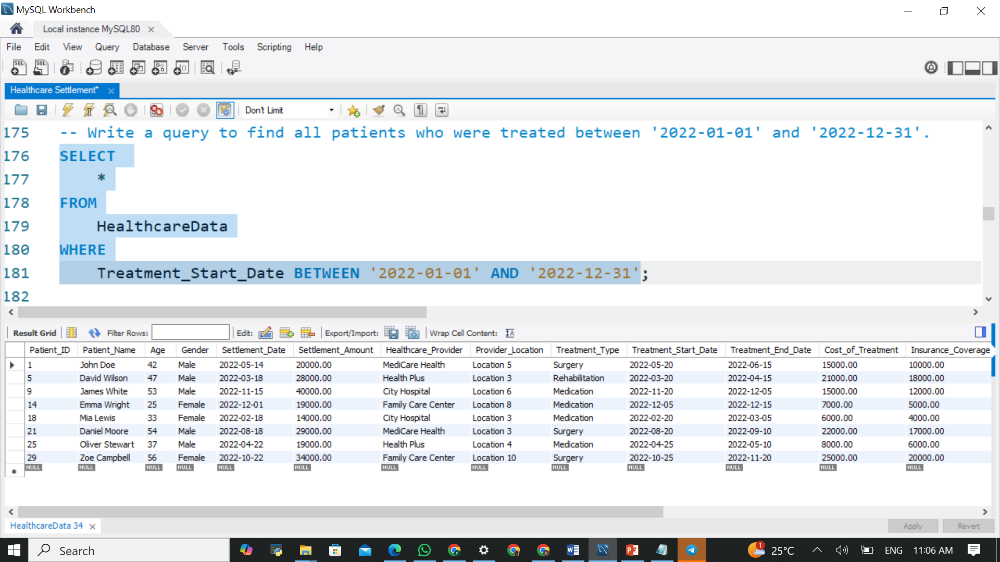 MySQL Workbench
Local instance MySQL80
File Edit View Query Database Server Tools Scripting Help
Healthcare Settlement*
Don't Limit
175 -- Write a query to find all patients who were treated between '2022-01-01' and '2022-12-31'.
176 SELECT
177 *
178 FROM
179 HealthcareData
180 WHERE
181 Treatment_Start_Date BETWEEN '2022-01-01' AND '2022-12-31';
182
Result Grid Filter Rows: Edit: Export/Import: Wrap Cell Content: IA
Patient_ID Patient_Name Age Gender Settlement_Date Settlement_Amount Healthcare_Provider Provider_Location Treatment_Type Treatment_Start_Date Treatment_End_Date Cost_of_Treatment Insurance_Coverage
1 John Doe 42 Male 2022-05-14 20000.00 MediCare Health Location 5 Surgery 2022-05-20 2022-06-15 15000.00 10000.00
5 David Wilson 47 Male 2022-03-18 28000.00 Health Plus Location 3 Rehabilitation 2022-03-20 2022-04-15 21000.00 18000.00
9 James White 53 Male 2022-11-15 40000.00 City Hospital Location 6 Medication 2022-11-20 2022-12-05 15000.00 12000.00
14 Emma Wright 25 Female 2022-12-01 19000.00 Family Care Center Location 8 Medication 2022-12-05 2022-12-15 7000.00 5000.00
18 Mia Lewis 33 Female 2022-02-18 14000.00 City Hospital Location 3 Medication 2022-02-20 2022-03-05 6000.00 4000.00
21 Daniel Moore 54 Male 2022-08-18 29000.00 MediCare Health Location 3 Surgery 2022-08-20 2022-09-10 22000.00 17000.00
25 Oliver Stewart 37 Male 2022-04-22 19000.00 Health Plus Location 4 Medication 2022-04-25 2022-05-10 8000.00 6000.00
29 Zoe Campbell 56 Female 2022-10-22 34000.00 Family Care Center Location 10 Surgery 2022-10-25 2022-11-20 25000.00 20000.00
NULL NULL NULL NULL NULL NULL NULL NULL NULL NULL NULL NULL NULL
HealthcareData 34
Apply Revert
Search
1 25°C ENG 11:06 AM